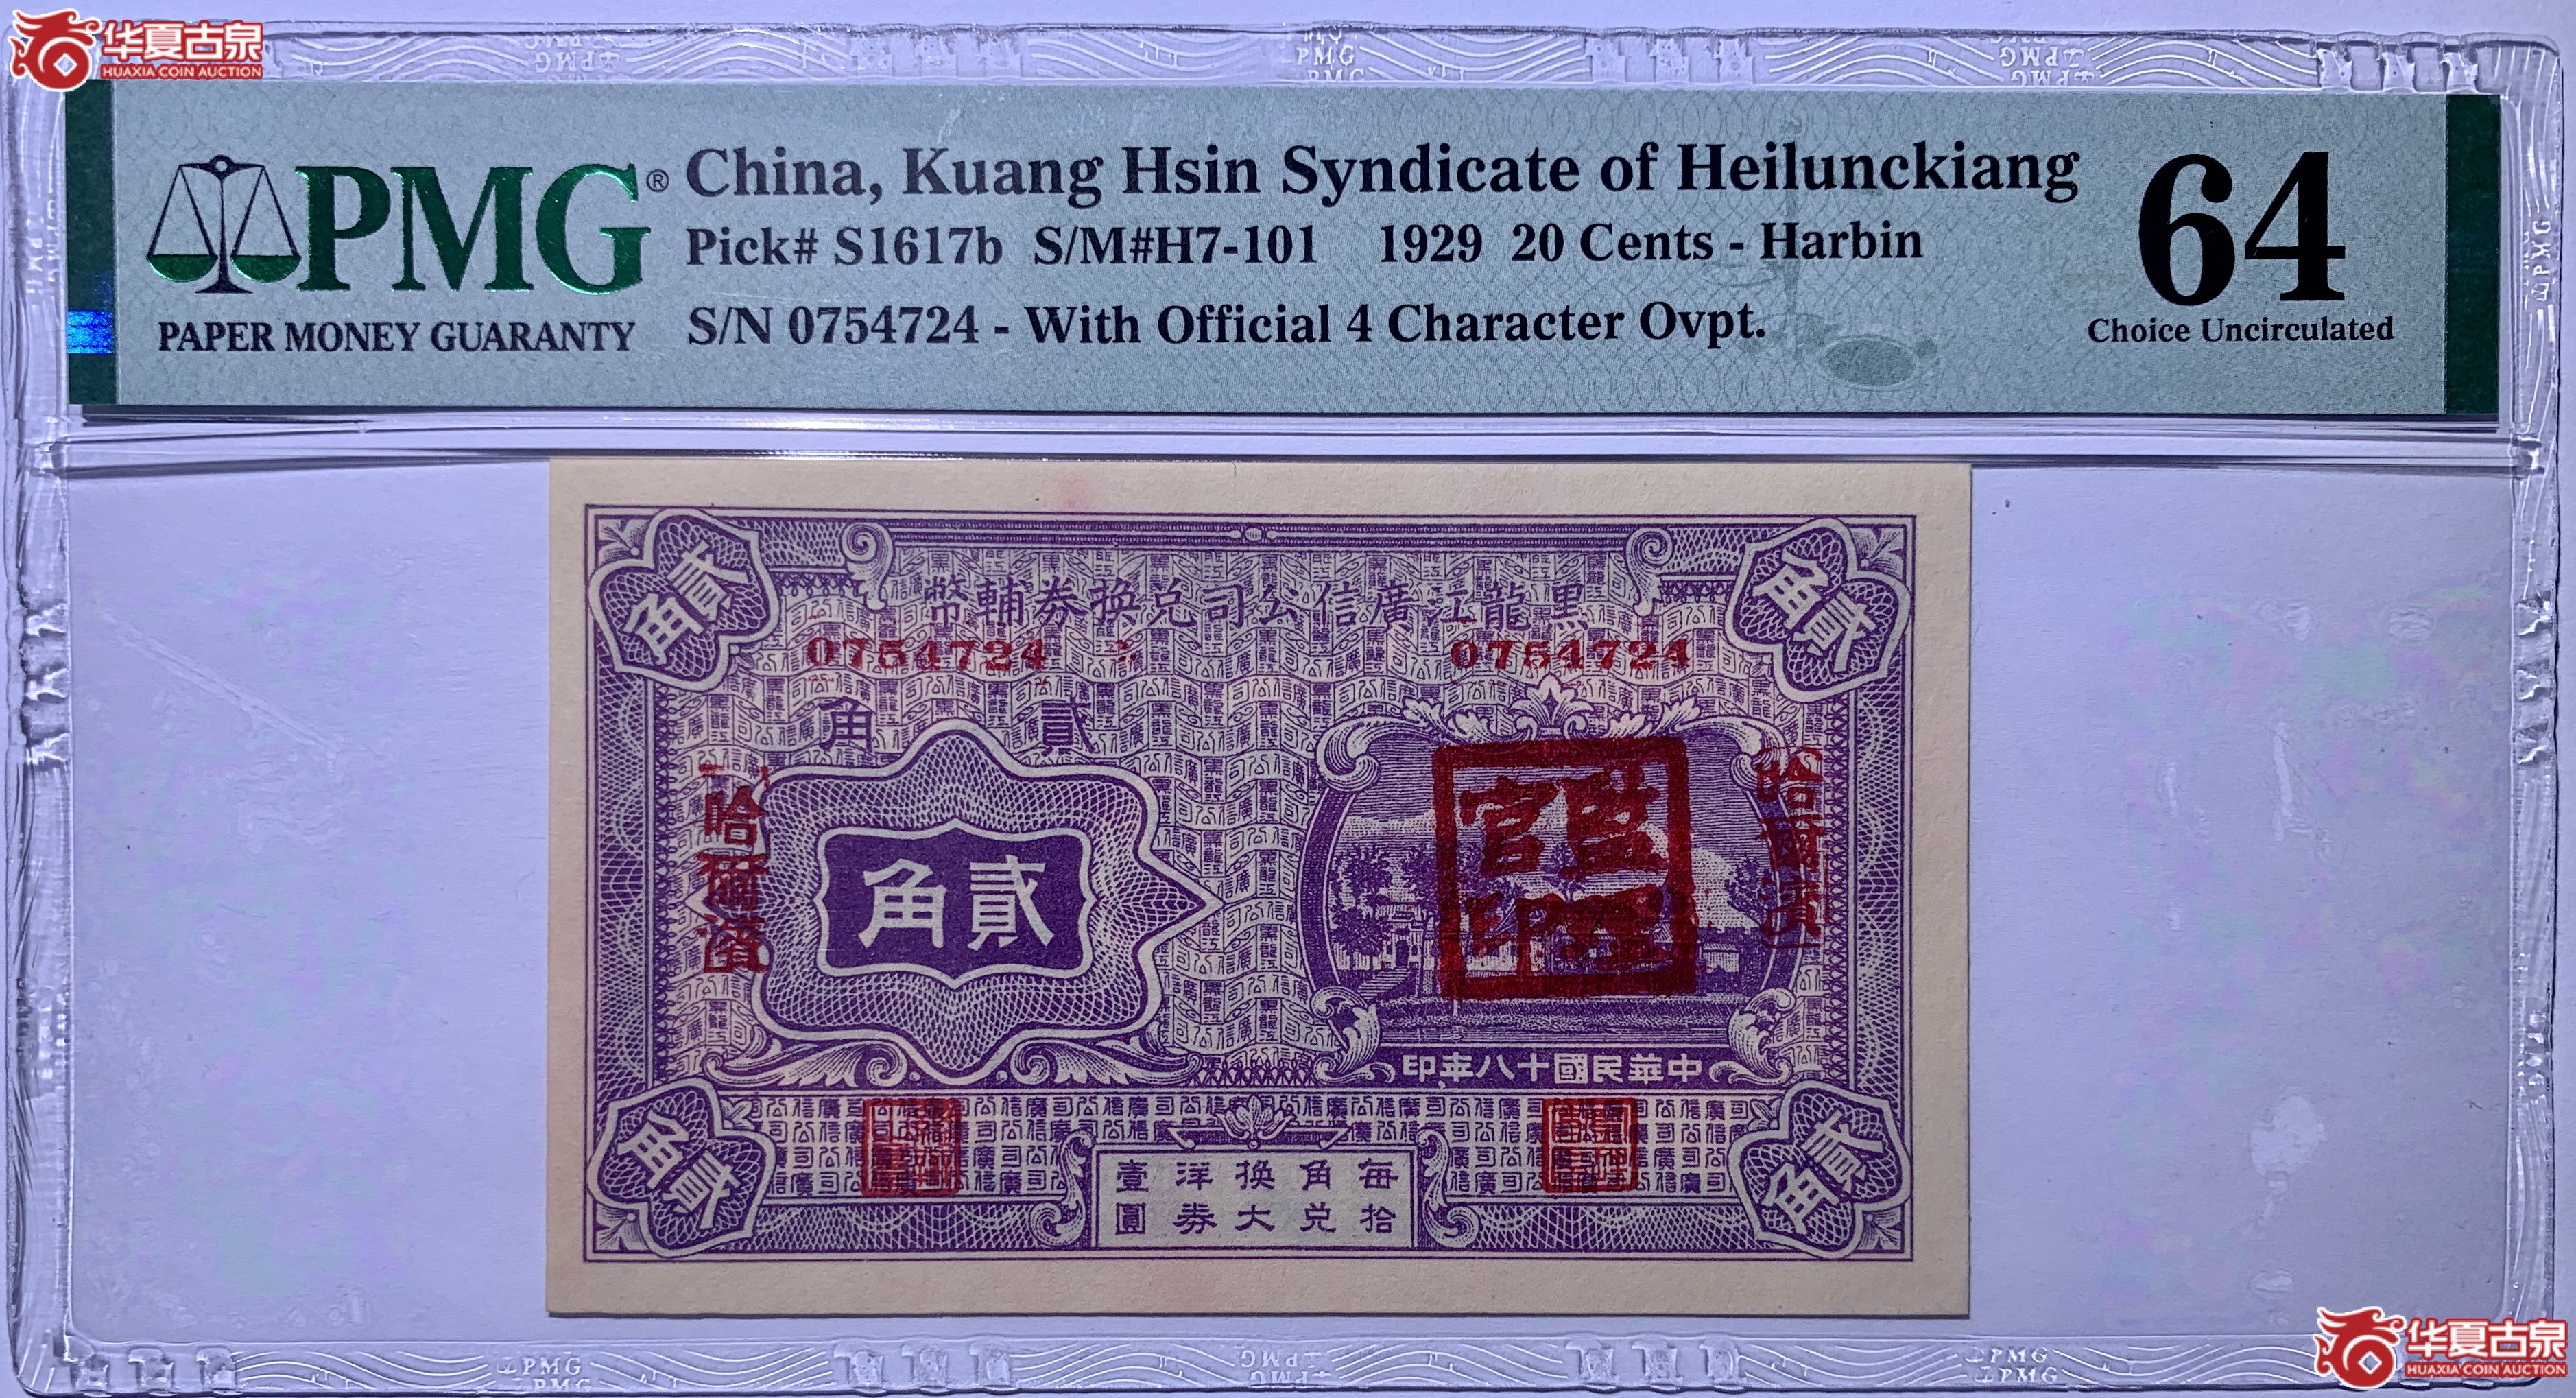 华夏古泉
HUAXIA COIN AUCTION
PMG®
PAPER MONEY GUARANTY
China, Kuang Hsin Syndicate of Heilunckiang
Pick# S1617b S/M#H7-101 1929 20 Cents - Harbin
S/N 0754724 - With Official 4 Character Ovpt.
64
Choice Uncirculated
貳角
貳角
幣輔券換兌司公信廣江龍黑
0754724
0754724
角 貳
哈爾濱
角貳
監理官印
哈爾濱
印年八十國民華中
貳角
貳角
每拾角兌換大洋券壹圓
华夏古泉
HUAXIA COIN AUCTION